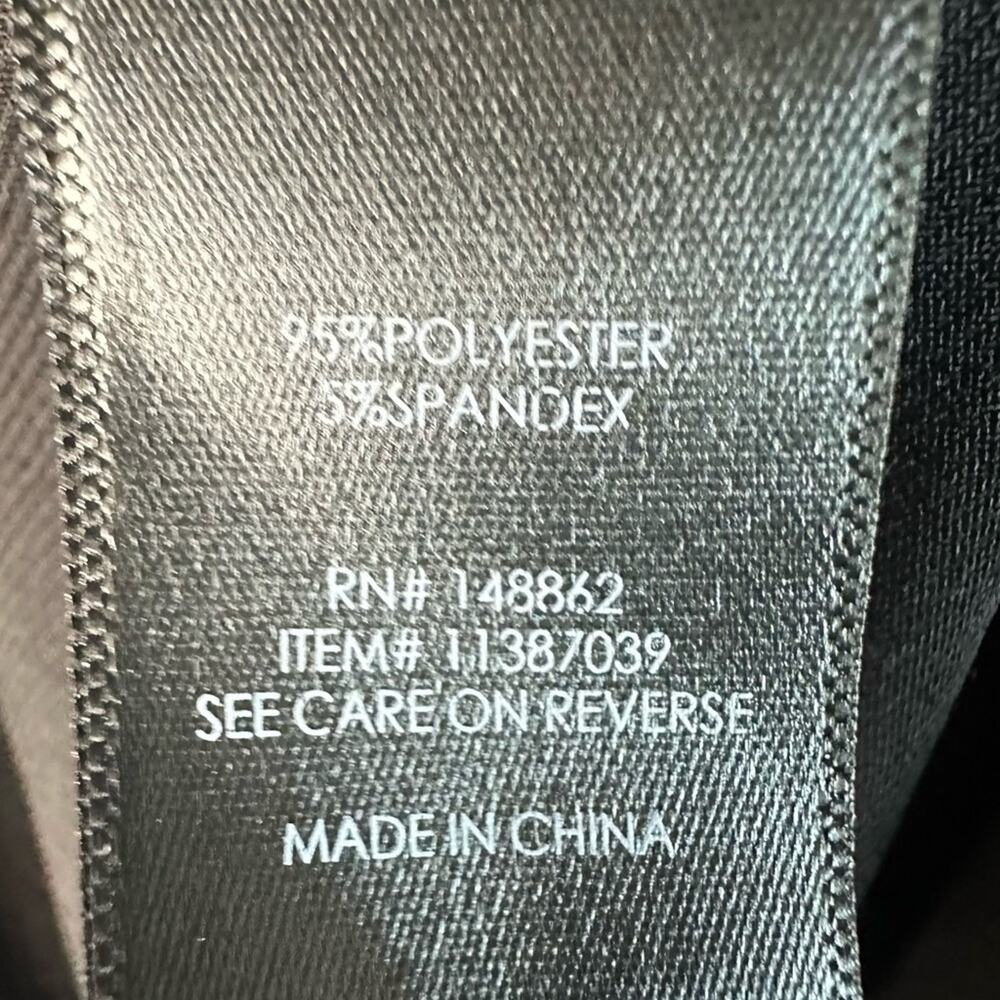 95%POLYESTER
5%SPANDEX
RN# 148862
ITEM# 11387039
SEE CARE ON REVERSE
MADE IN CHINA